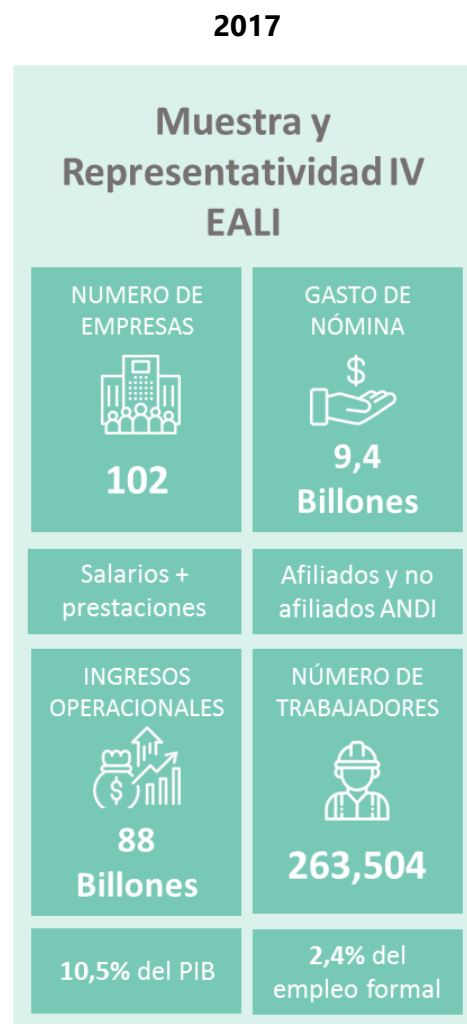 2017
Muestra y
Representatividad IV
EALI
NUMERO DE
EMPRESAS
102
GASTO DE
NÓMINA
$
9,4
Billones
Salarios +
prestaciones
Afiliados y no
afiliados ANDI
INGRESOS
OPERACIONALES
$
88
Billones
NÚMERO DE
TRABAJADORES
263,504
10,5% del PIB
2,4% del
empleo formal